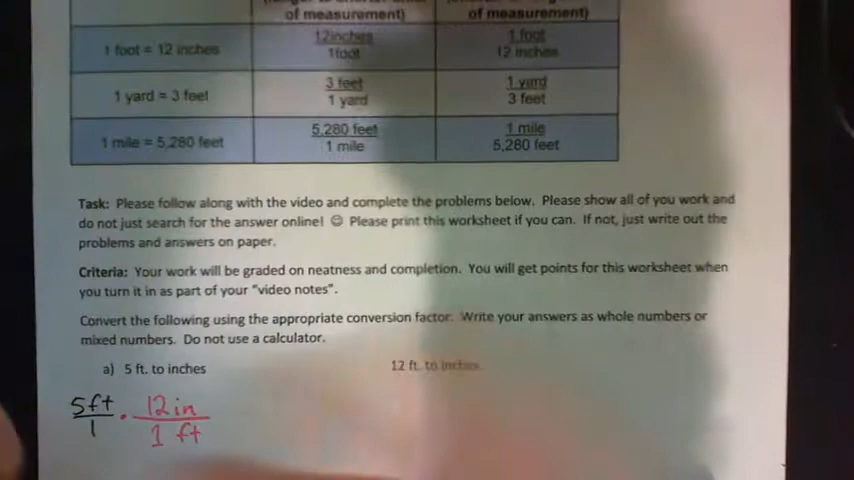 of measurement) of measurement)
1 foot = 12 inches 12inches 1foot 1 foot 12 inches
1 yard = 3 feet 3 feet 1 yard 1 yard 3 feet
1 mile = 5,280 feet 5,280 feet 1 mile 1 mile 5,280 feet
Task: Please follow along with the video and complete the problems below. Please show all of you work and
do not just search for the answer online! ☺ Please print this worksheet if you can. If not, just write out the
problems and answers on paper.
Criteria: Your work will be graded on neatness and completion. You will get points for this worksheet when
you turn it in as part of your "video notes".
Convert the following using the appropriate conversion factor. Write your answers as whole numbers or
mixed numbers. Do not use a calculator.
a) 5 ft. to inches 12 ft. to inches
5ft · 12in
1 1 ft